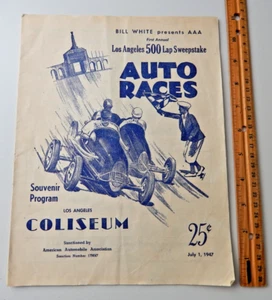 BILL WHITE presents AAA
First Annual
Los Angeles 500 Lap Sweepstake
AUTO
RACES
Souvenir
Program
LOS ANGELES
COLISEUM
Sanctioned by
American Automobile Association
25¢
July 1, 1947